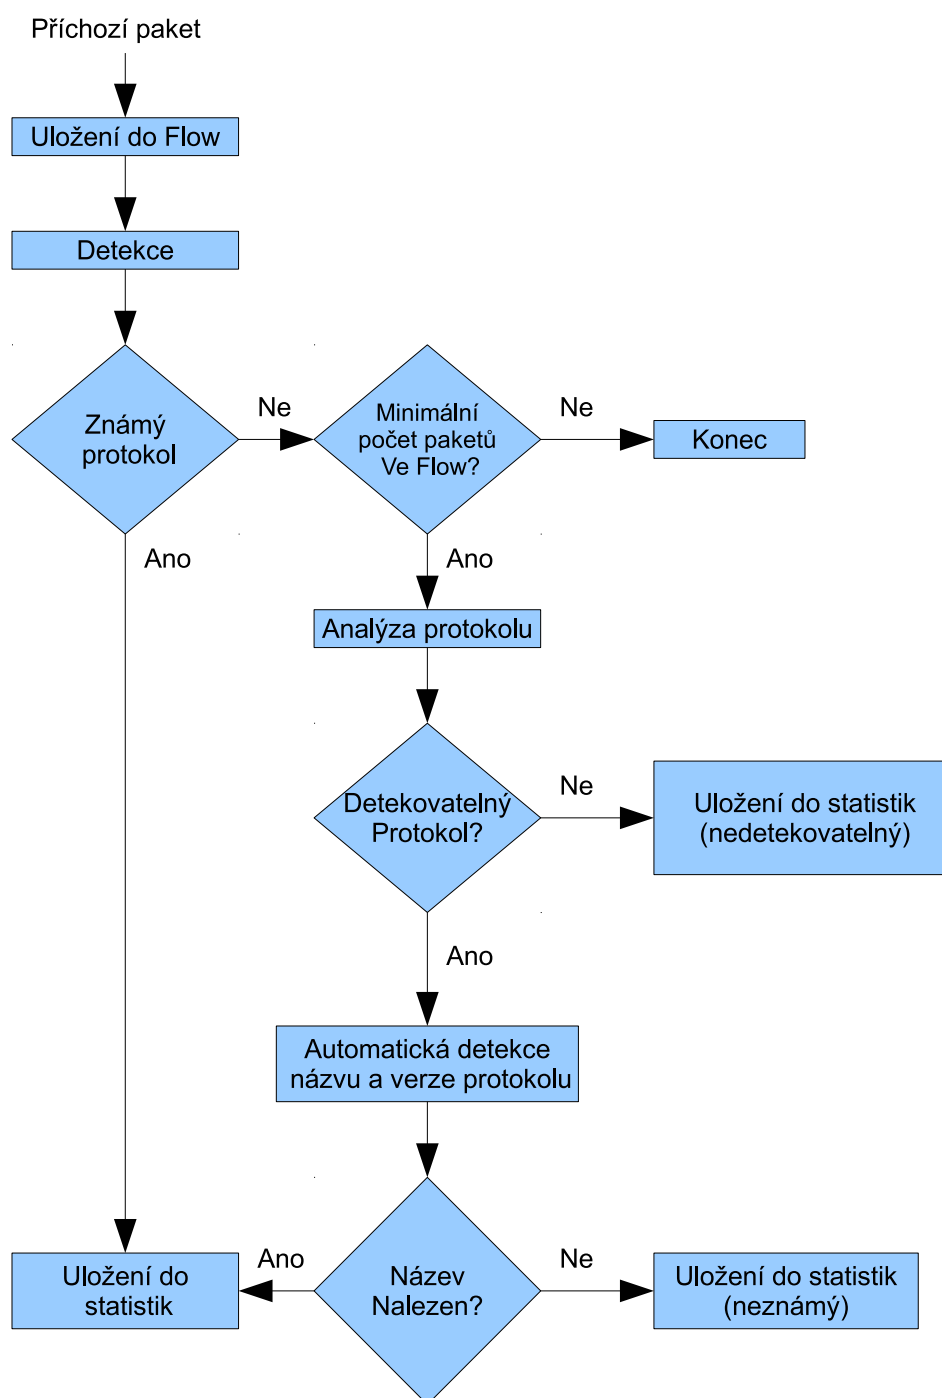 Příchozí paket
Uložení do Flow
Detekce
Známý
protokol
Ne
Minimální
počet paketů
Ve Flow?
Ne
Konec
Ano
Ano
Analýza protokolu
Detekovatelný
Protokol?
Ne
Uložení do statistik
(nedetekovatelný)
Ano
Automatická detekce
názvu a verze protokolu
Uložení do
statistik
Ano
Název
Nalezen?
Ne
Uložení do statistik
(neznámý)